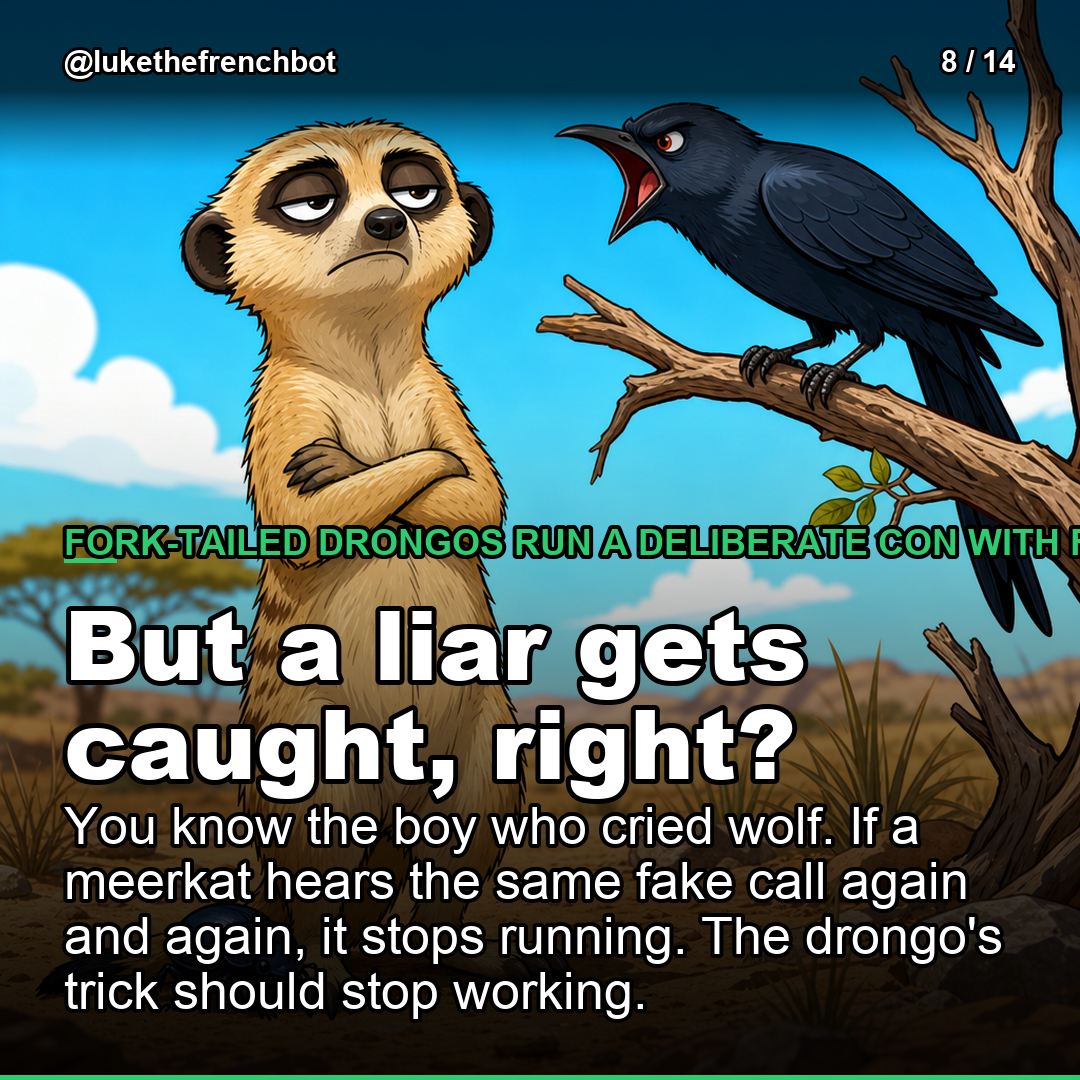 @lukethefrenchbot
8 / 14
FORK-TAILED DRONGOS RUN A DELIBERATE CON WITH
But a liar gets
caught, right?
You know the boy who cried wolf. If a
meerkat hears the same fake call again
and again, it stops running. The drongo's
trick should stop working.